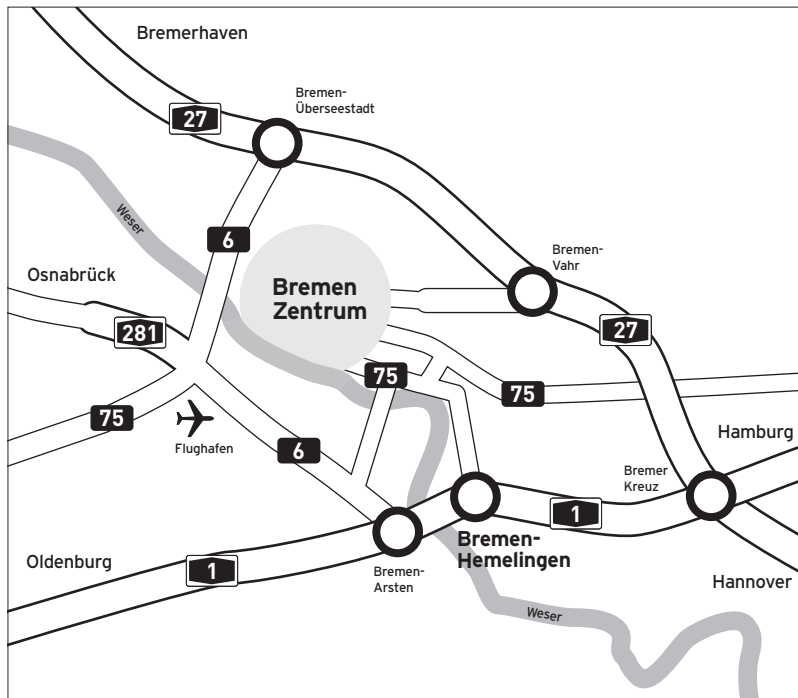 Bremerhaven
Bremen-
Überseestadt
27
Weser
6
Bremen-
Vahr
Osnabrück
Bremen
Zentrum
281
27
75
75
75
Flughafen
6
Hamburg
Bremer
Kreuz
1
Bremen-
Hemelingen
Oldenburg
1
Bremen-
Arsten
Hannover
Weser